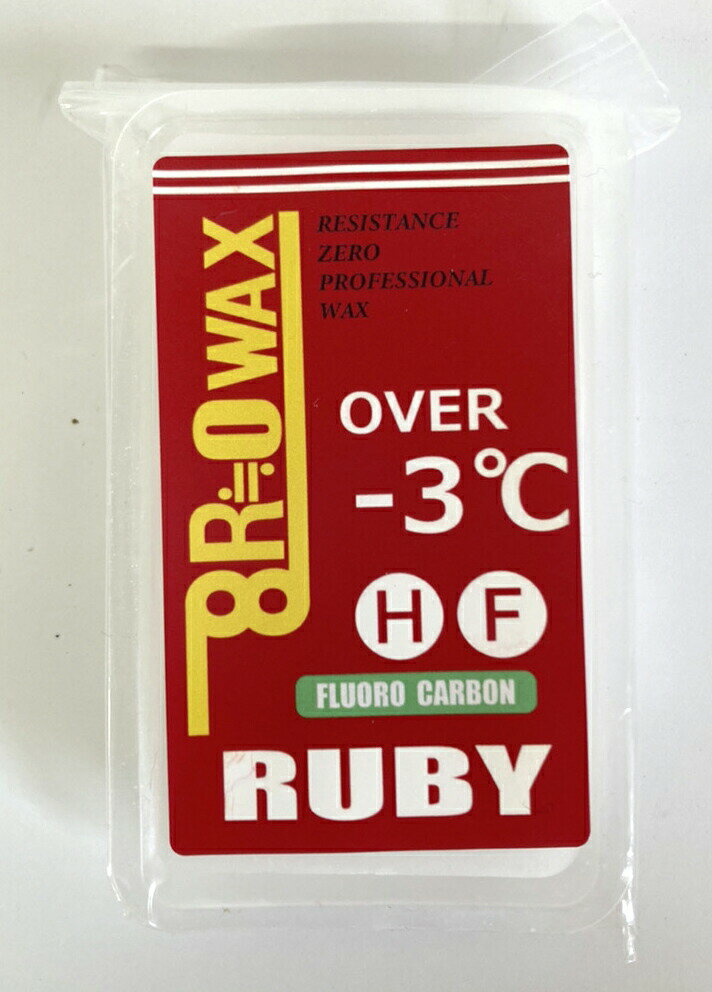 8R≒0WAX
RESISTANCE
ZERO
PROFESSIONAL
WAX
OVER
-3℃
H F
FLUORO CARBON
RUBY